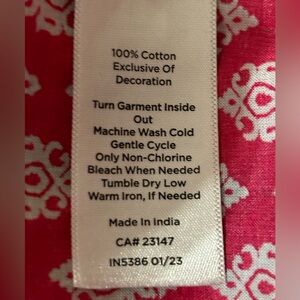 100% Cotton
Exclusive Of
Decoration
Turn Garment Inside
Out
Machine Wash Cold
Gentle Cycle
Only Non-Chlorine
Bleach When Needed
Tumble Dry Low
Warm Iron, If Needed
Made In India
CA# 23147
IN5386 01/23